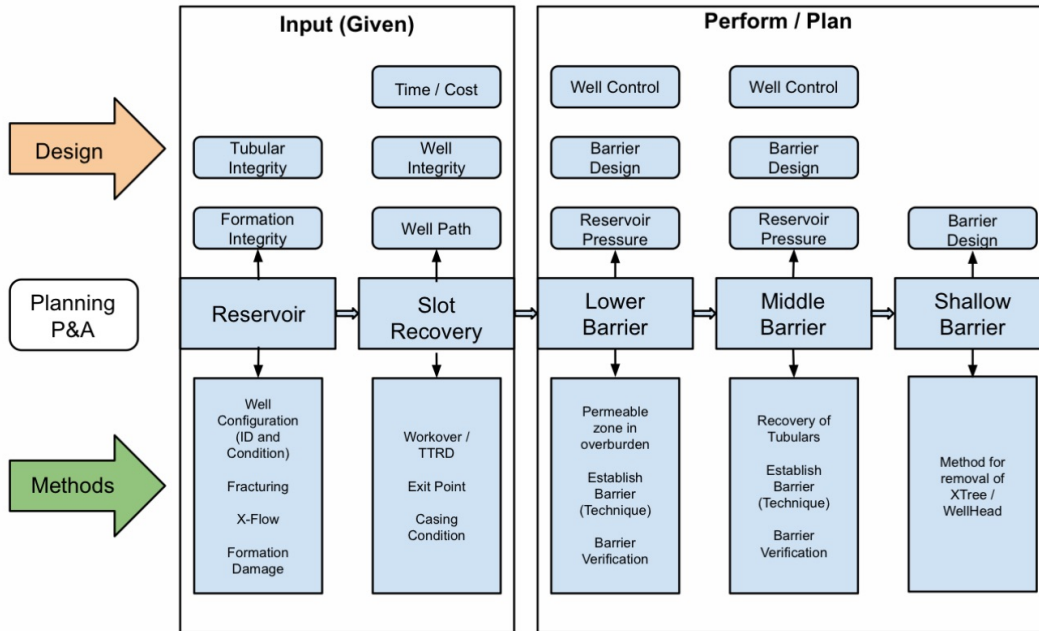 Input (Given)
Perform / Plan
Time / Cost
Well Control
Well Control
Design
Tubular
Integrity
Well
Integrity
Barrier
Design
Barrier
Design
Formation
Integrity
Well Path
Reservoir
Pressure
Reservoir
Pressure
Barrier
Design
Planning
P&A
Reservoir
Slot
Recovery
Lower
Barrier
Middle
Barrier
Shallow
Barrier
Methods
Well
Configuration
(ID and
Condition)
Fracturing
X-Flow
Formation
Damage
Workover /
TTRD
Exit Point
Casing
Condition
Permeable
zone in
overburden
Establish
Barrier
(Technique)
Barrier
Verification
Recovery of
Tubulars
Establish
Barrier
(Technique)
Barrier
Verification
Method for
removal of
XTree /
WellHead